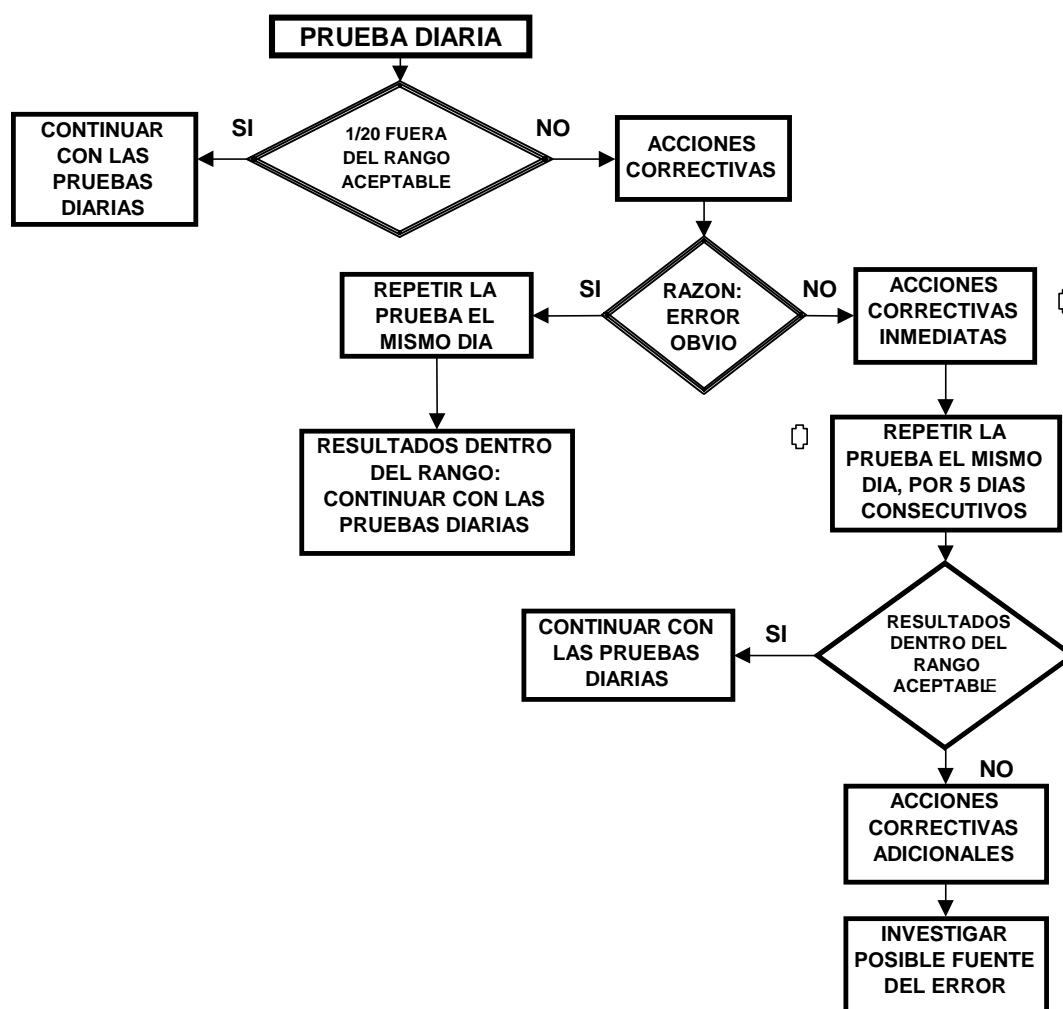 PRUEBA DIARIA
1/20 FUERA
DEL RANGO
ACEPTABLE
SI
NO
CONTINUAR
CON LAS
PRUEBAS
DIARIAS
ACCIONES
CORRECTIVAS
RAZON:
ERROR
OBVIO
SI
NO
REPETIR LA
PRUEBA EL
MISMO DIA
ACCIONES
CORRECTIVAS
INMEDIATAS
RESULTADOS DENTRO
DEL RANGO:
CONTINUAR CON LAS
PRUEBAS DIARIAS
REPETIR LA
PRUEBA EL MISMO
DIA, POR 5 DIAS
CONSECUTIVOS
RESULTADOS
DENTRO DEL
RANGO
ACEPTABLE
SI
CONTINUAR CON
LAS PRUEBAS
DIARIAS
NO
ACCIONES
CORRECTIVAS
ADICIONALES
INVESTIGAR
POSIBLE FUENTE
DEL ERROR